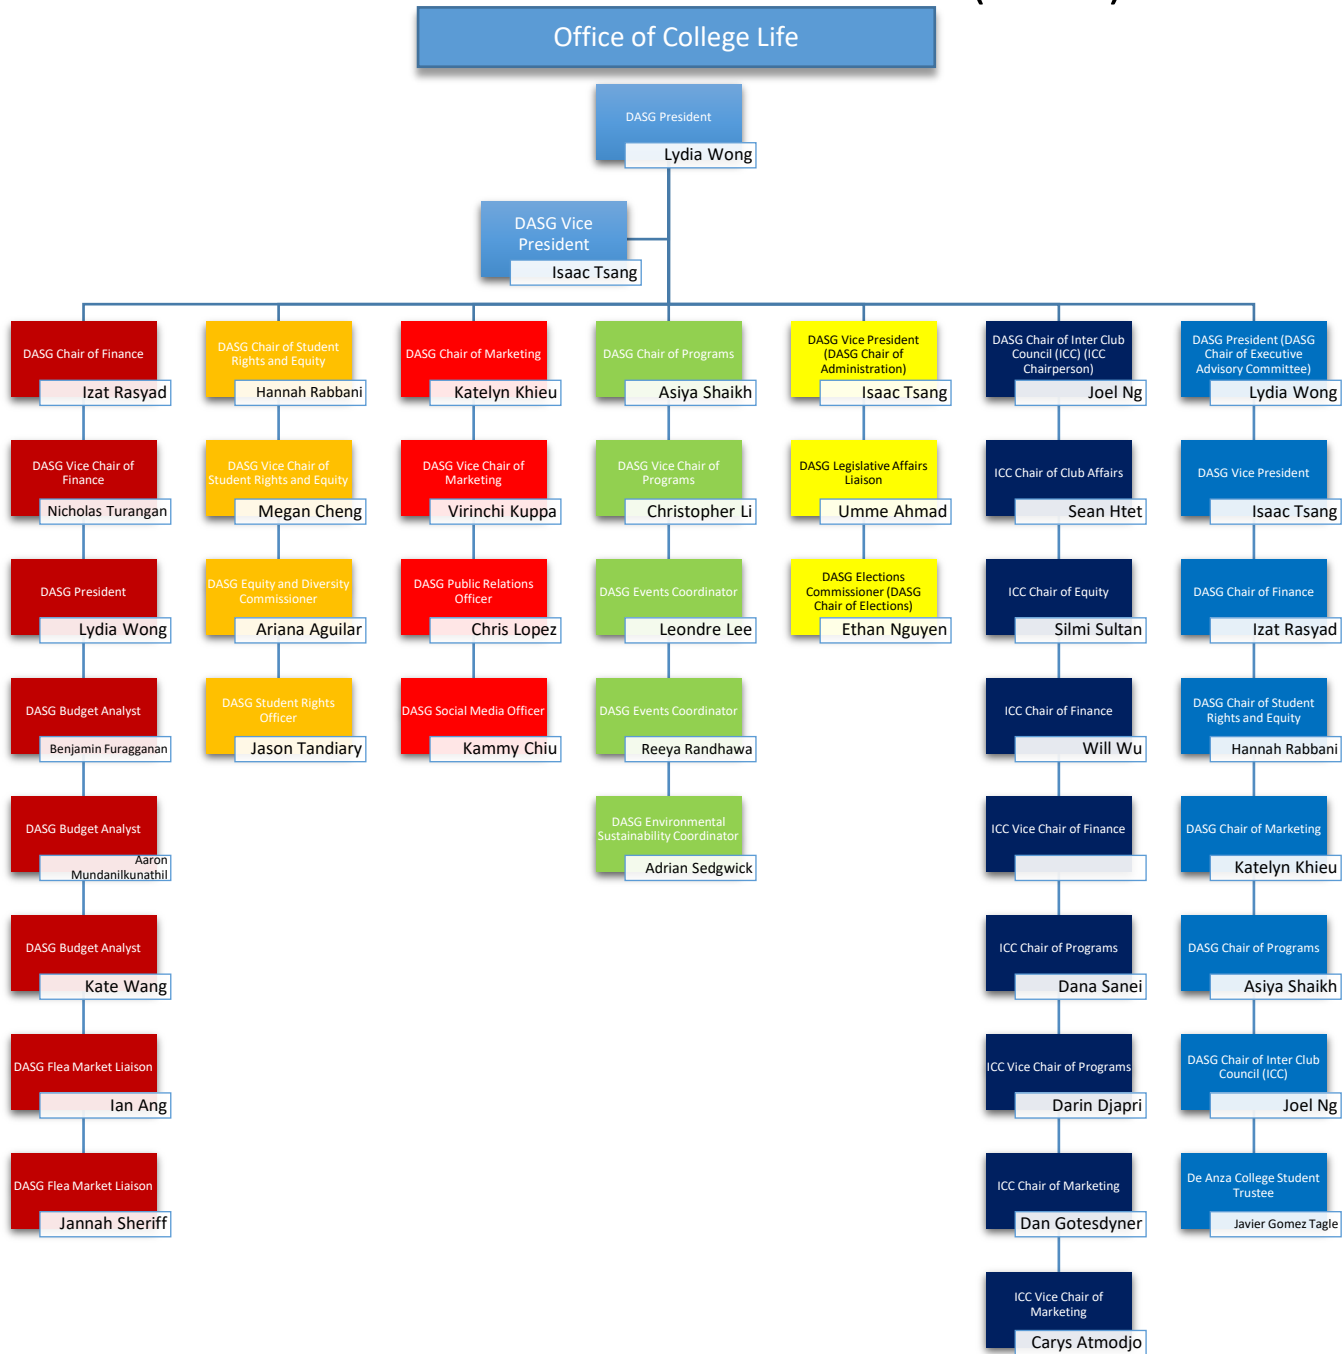 Office of College Life
DASG President
Lydia Wong
DASG Vice
President
Isaac Tsang
DASG Chair of Finance
Izat Rasyad
DASG Vice Chair of
Finance
Nicholas Turangan
DASG President
Lydia Wong
DASG Budget Analyst
Benjamin Furagganan
DASG Budget Analyst
Aaron
Mundanilkunathil
DASG Budget Analyst
Kate Wang
DASG Flea Market Liaison
Ian Ang
DASG Flea Market Liaison
Jannah Sheriff
DASG Chair of Student
Rights and Equity
Hannah Rabbani
DASG Vice Chair of
Student Rights and Equity
Megan Cheng
DASG Equity and Diversity
Commissioner
Ariana Aguilar
DASG Student Rights
Officer
Jason Tandiary
DASG Chair of Marketing
Katelyn Khieu
DASG Vice Chair of
Marketing
Virinchi Kuppa
DASG Public Relations
Officer
Chris Lopez
DASG Social Media Officer
Kammy Chiu
DASG Chair of Programs
Asiya Shaikh
DASG Vice Chair of
Programs
Christopher Li
DASG Events Coordinator
Leondre Lee
DASG Events Coordinator
Reeya Randhawa
DASG Environmental
Sustainability Coordinator
Adrian Sedgwick
DASG Vice President
(DASG Chair of
Administration)
Isaac Tsang
DASG Legislative Affairs
Liaison
Umme Ahmad
DASG Elections
Commissioner (DASG
Chair of Elections)
Ethan Nguyen
DASG Chair of Inter Club
Council (ICC) (ICC
Chairperson)
Joel Ng
ICC Chair of Club Affairs
Sean Htet
ICC Chair of Equity
Silmi Sultan
ICC Chair of Finance
Will Wu
ICC Vice Chair of Finance
ICC Chair of Programs
Dana Sanei
ICC Vice Chair of Programs
Darin Djapri
ICC Chair of Marketing
Dan Gotesdyner
ICC Vice Chair of
Marketing
Carys Atmodjo
DASG President (DASG
Chair of Executive
Advisory Committee)
Lydia Wong
DASG Vice President
Isaac Tsang
DASG Chair of Finance
Izat Rasyad
DASG Chair of Student
Rights and Equity
Hannah Rabbani
DASG Chair of Marketing
Katelyn Khieu
DASG Chair of Programs
Asiya Shaikh
DASG Chair of Inter Club
Council (ICC)
Joel Ng
De Anza College Student
Trustee
Javier Gomez Tagle